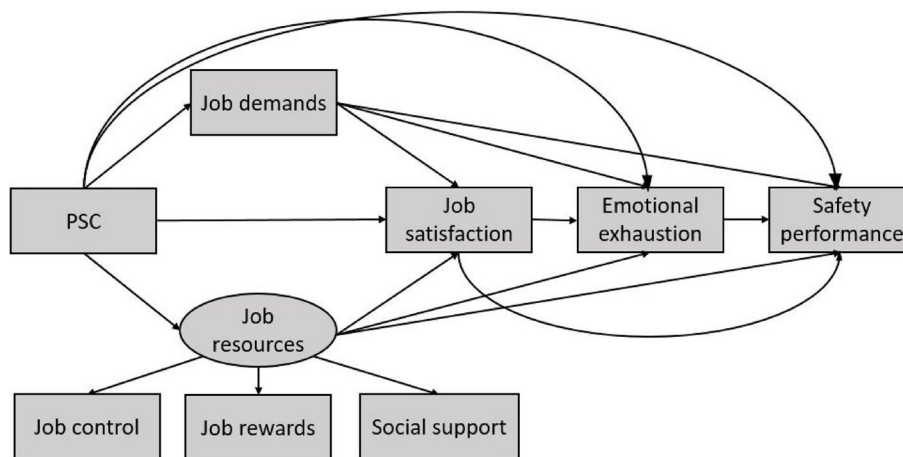 Job demands
PSC
Job
satisfaction
Emotional
exhaustion
Safety
performance
Job
resources
Job control
Job rewards
Social support